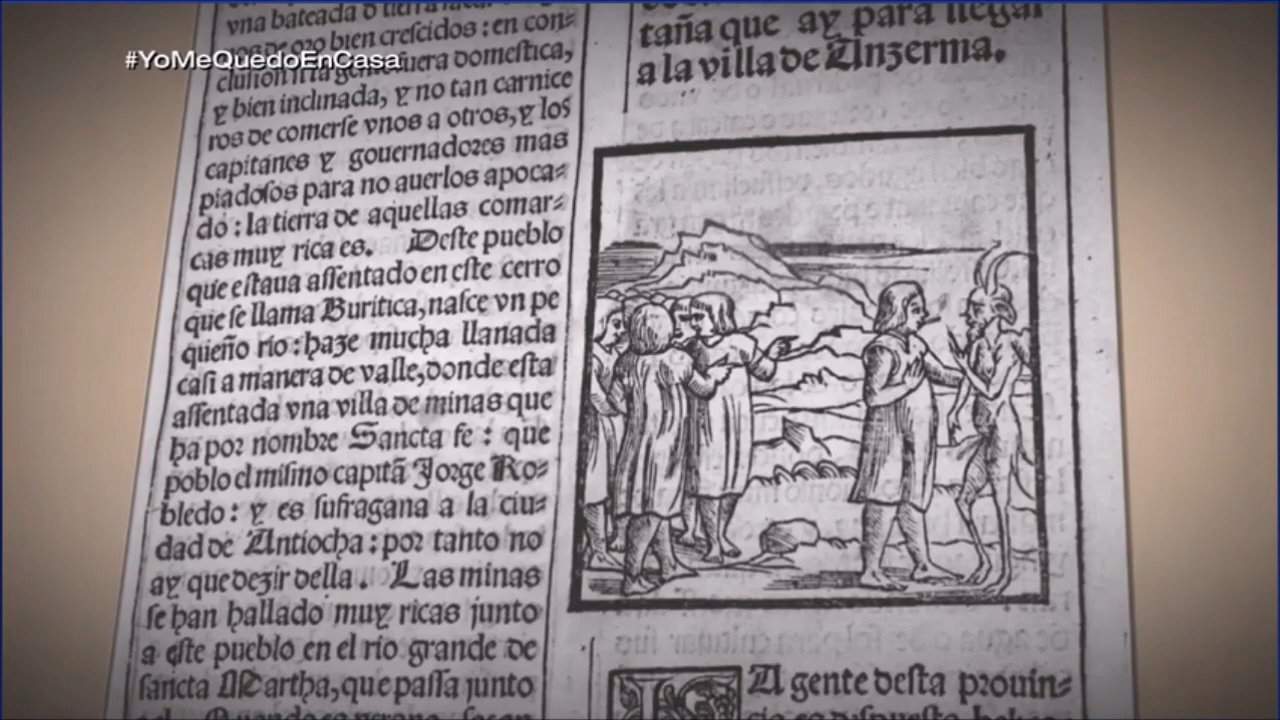 #YoMeQuedoEnCasa
vna bateada o tierra
oro bien crescidos: en con⸗
clusion fuera domestica,
y bien inclinada, y no tan carnice
ros de comerse vnos a otros, y los
capitanes y gouernadores mas
piadosos para no auerlos apoca⸗
do: la tierra de aquellas comar⸗
cas muy rica es. Deste pueblo
que estaua assentado en este cerro
que se llama Buritica, nasce vn pe
queño rio: haze mucha llanada
casi a manera de valle, donde esta
assentada vna villa de minas que
ha por nombre Sancta fe: que
poblo el mismo capitã Jorge Ro⸗
bledo: y es sufragana a la ciu⸗
dad de Antiocha: por tanto no
ay que dezir della. Las minas
se han hallado muy ricas junto
a este pueblo en el rio grande de
sancta Martha, que passa junto
taña que ay para llegar
a la villa de Anzerma.
LA gente desta prouin⸗